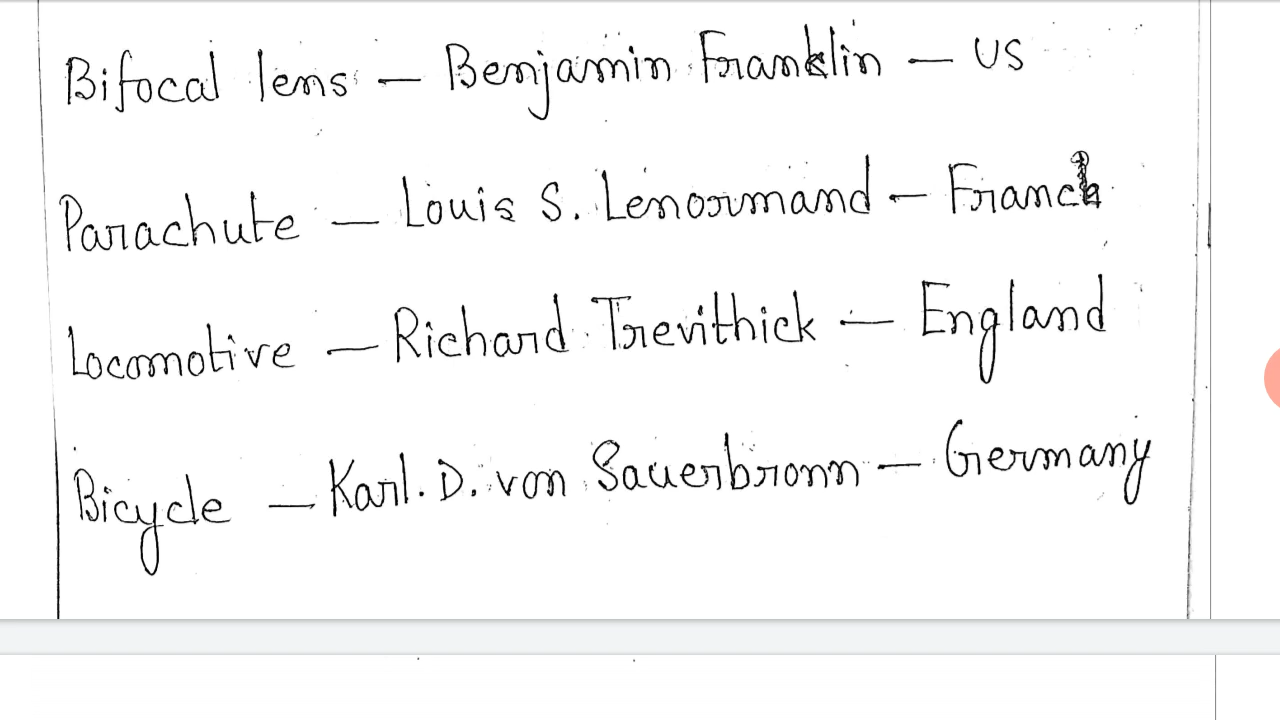 Bifocal lens — Benjamin Franklin — US
Parachute — Louis S. Lenormand — France
Locomotive — Richard Trevithick — England
Bicycle — Karl. D. von Sauerbronn — Germany